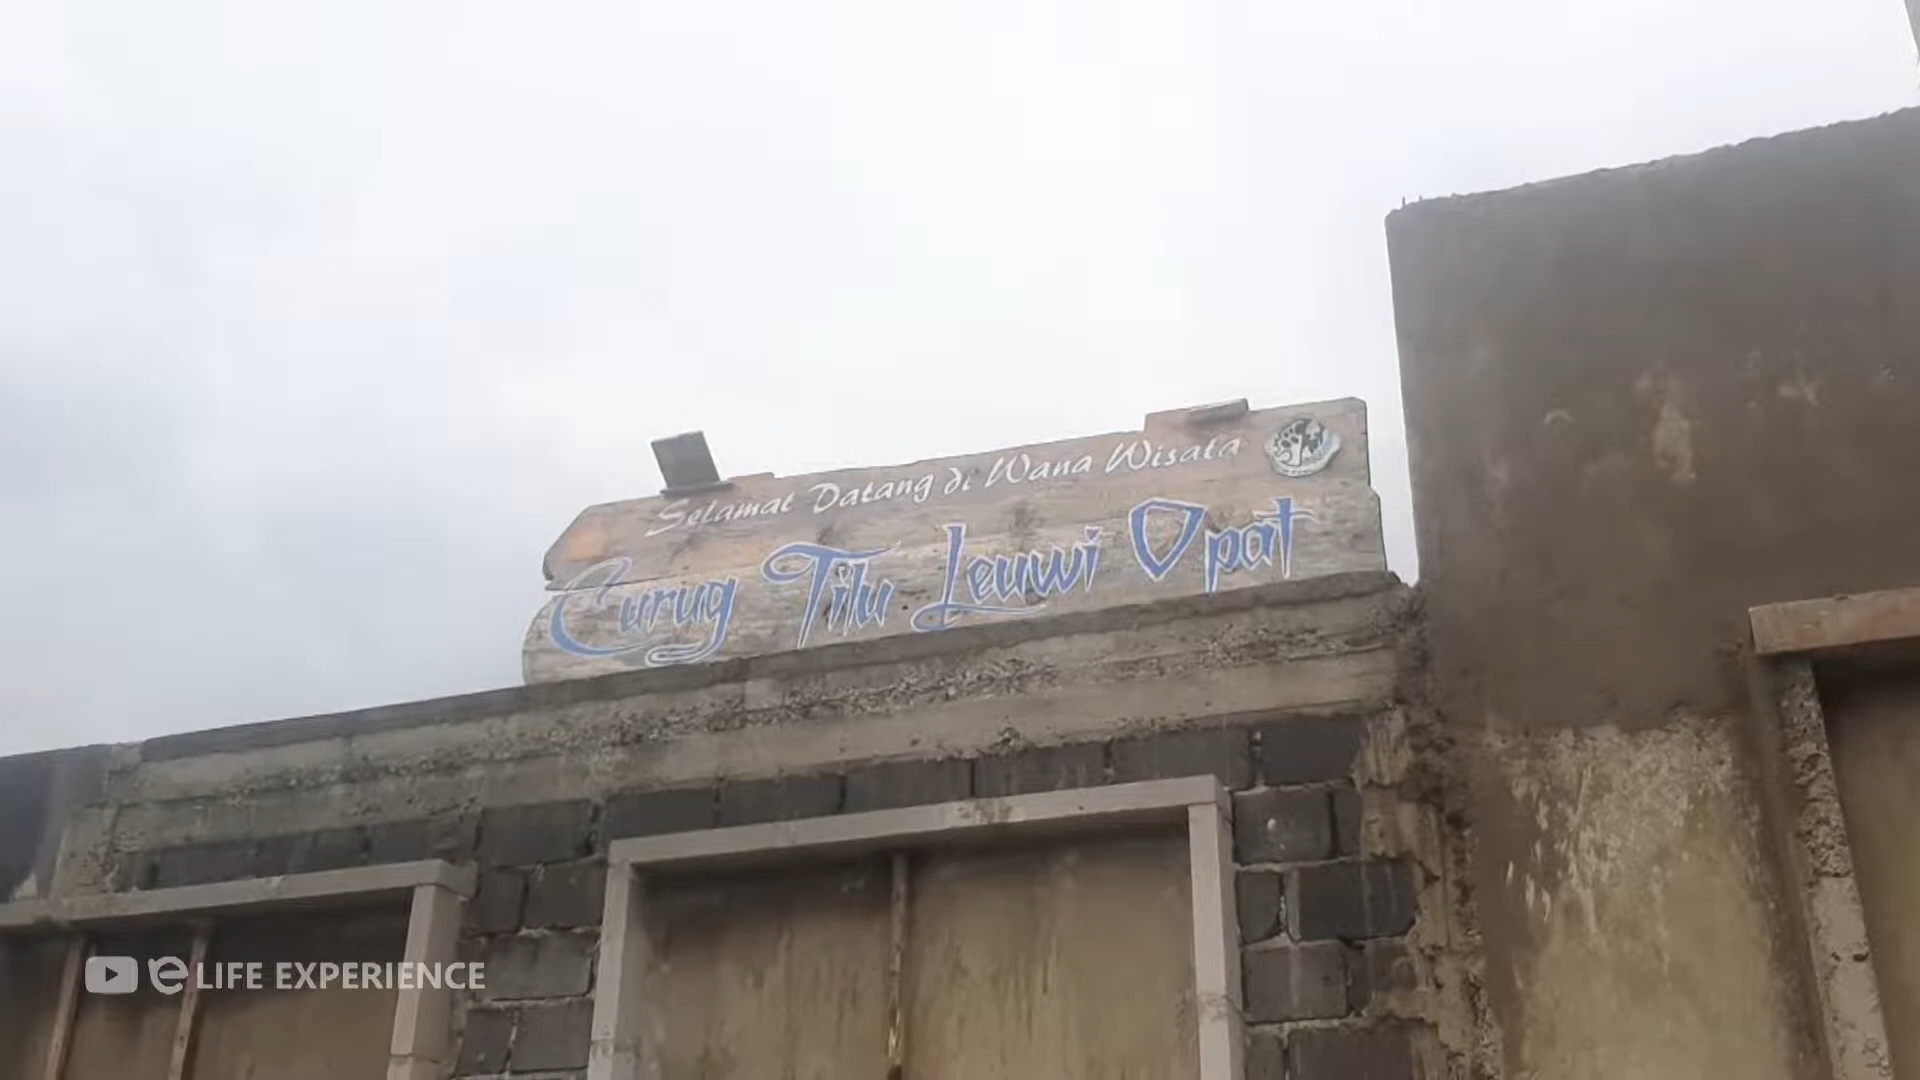 Selamat Datang di Wana Wisata
Curug Tilu Leuwi Opat
LIFE EXPERIENCE